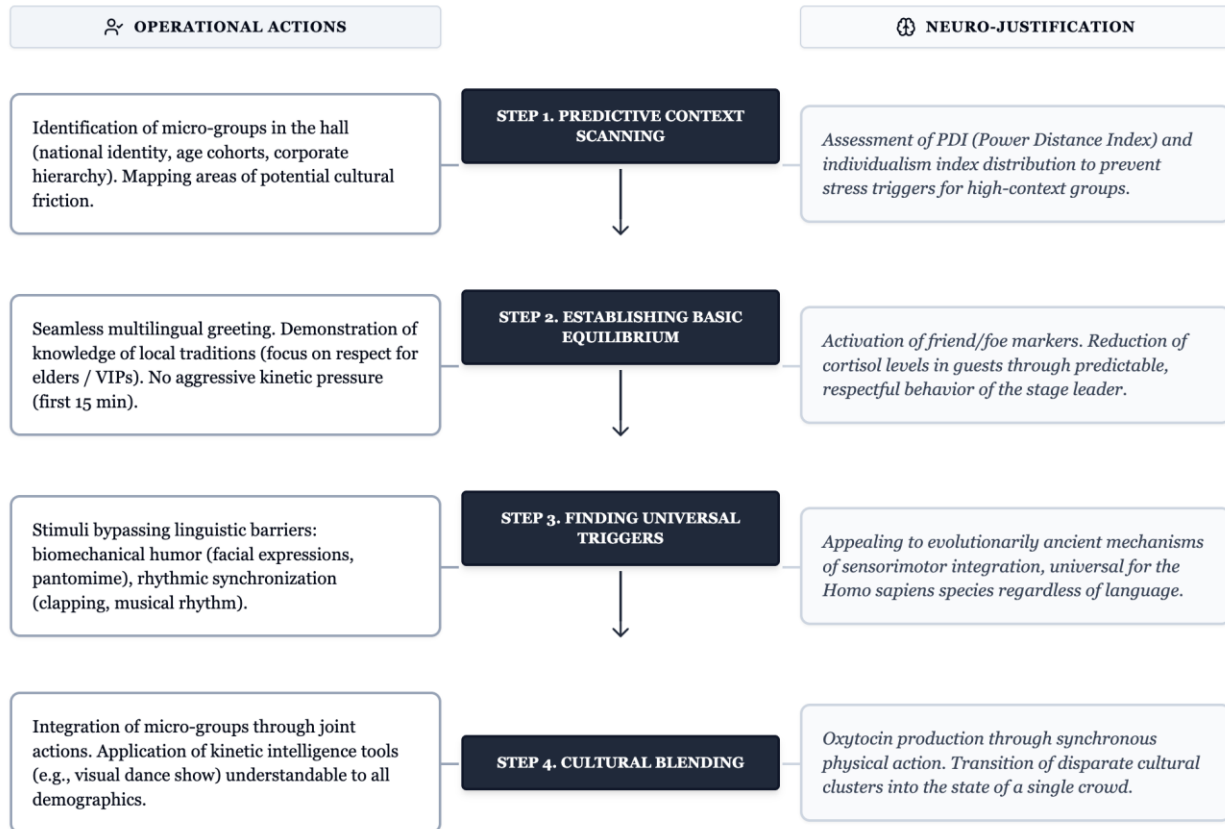 OPERATIONAL ACTIONS
NEURO-JUSTIFICATION
Identification of micro-groups in the hall
(national identity, age cohorts, corporate
hierarchy). Mapping areas of potential cultural
friction.
STEP 1. PREDICTIVE CONTEXT
SCANNING
Assessment of PDI (Power Distance Index) and
individualism index distribution to prevent
stress triggers for high-context groups.
Seamless multilingual greeting. Demonstration of
knowledge of local traditions (focus on respect for
elders / VIPs). No aggressive kinetic pressure
(first 15 min).
STEP 2. ESTABLISHING BASIC
EQUILIBRIUM
Activation of friend/foe markers. Reduction of
cortisol levels in guests through predictable,
respectful behavior of the stage leader.
Stimuli bypassing linguistic barriers:
biomechanical humor (facial expressions,
pantomime), rhythmic synchronization
(clapping, musical rhythm).
STEP 3. FINDING UNIVERSAL
TRIGGERS
Appealing to evolutionarily ancient mechanisms
of sensorimotor integration, universal for the
Homo sapiens species regardless of language.
Integration of micro-groups through joint
actions. Application of kinetic intelligence tools
(e.g., visual dance show) understandable to all
demographics.
STEP 4. CULTURAL BLENDING
Oxytocin production through synchronous
physical action. Transition of disparate cultural
clusters into the state of a single crowd.